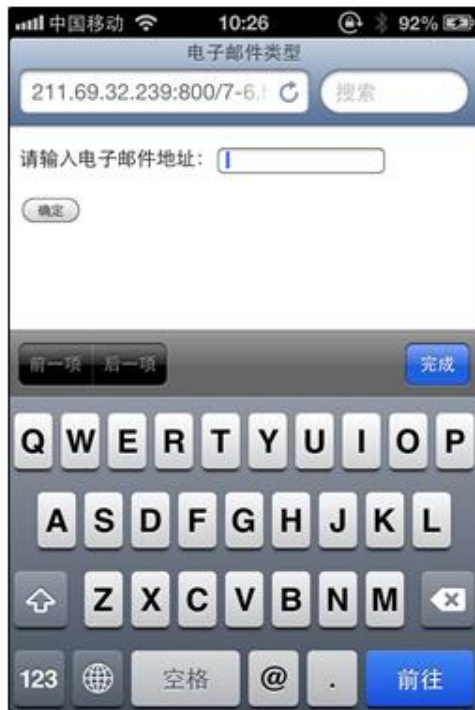 中国移动 10:26 92%
电子邮件类型
211.69.32.239:800/7-6. 搜索
请输入电子邮件地址：
确定
前一项 后一项 完成
Q W E R T Y U I O P
A S D F G H J K L
Z X C V B N M
123 空格 @ . 前往